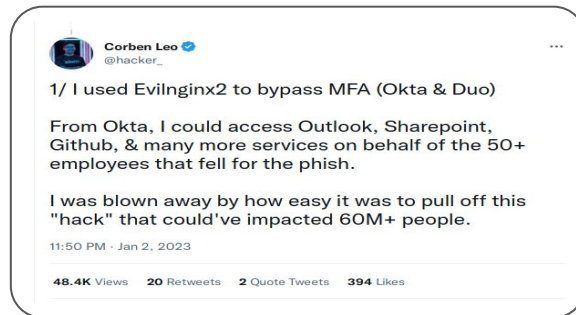 Corben Leo
@hacker_
1/ I used Evilnginx2 to bypass MFA (Okta & Duo)
From Okta, I could access Outlook, Sharepoint,
Github, & many more services on behalf of the 50+
employees that fell for the phish.
I was blown away by how easy it was to pull off this
"hack" that could've impacted 60M+ people.
11:50 PM · Jan 2, 2023
48.4K Views 20 Retweets 2 Quote Tweets 394 Likes